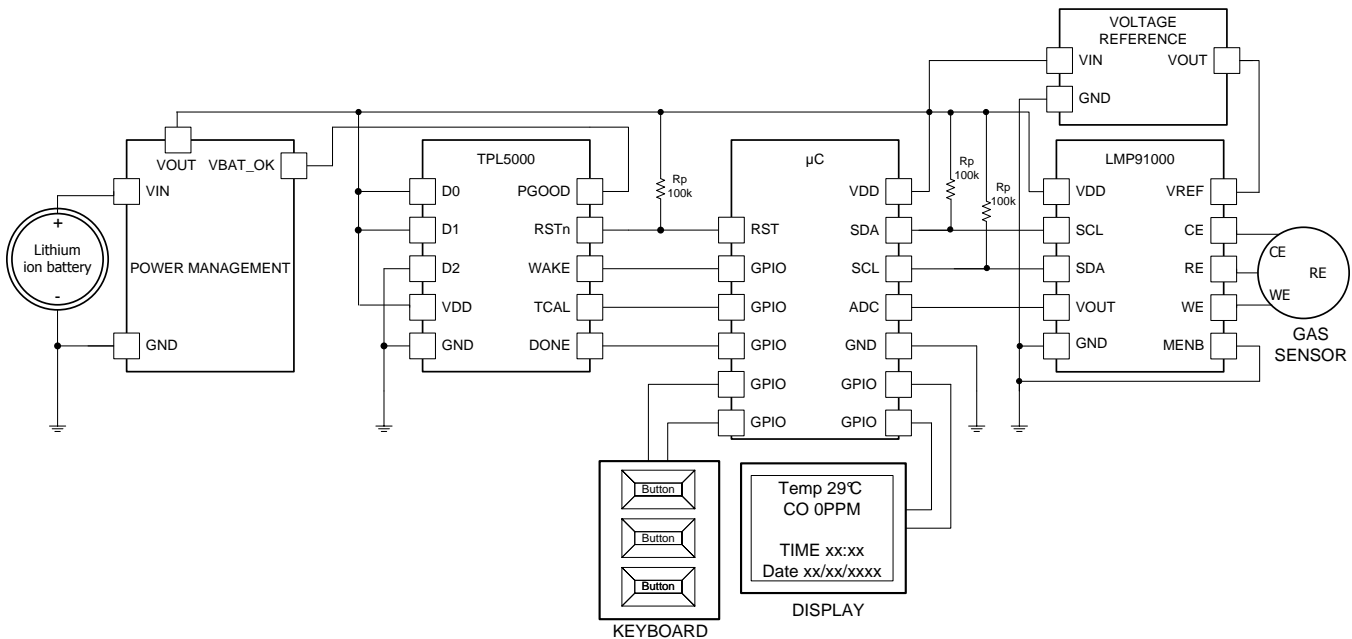 VOLTAGE
REFERENCE
VIN
VOUT
GND
VOUT
VBAT_OK
VIN
GND
POWER MANAGEMENT
+
Lithium
ion battery
-
TPL5000
D0
D1
D2
VDD
GND
PGOOD
RSTn
WAKE
TCAL
DONE
Rp
100k
µC
RST
GPIO
GPIO
GPIO
GPIO
GPIO
VDD
SDA
SCL
ADC
GND
GPIO
GPIO
Rp
100k
Rp
100k
LMP91000
VDD
SCL
SDA
VOUT
GND
VREF
CE
RE
WE
MENB
CE
RE
WE
GAS
SENSOR
Button
Button
Button
KEYBOARD
Temp 29°C
CO 0PPM
TIME xx:xx
Date xx/xx/xxxx
DISPLAY